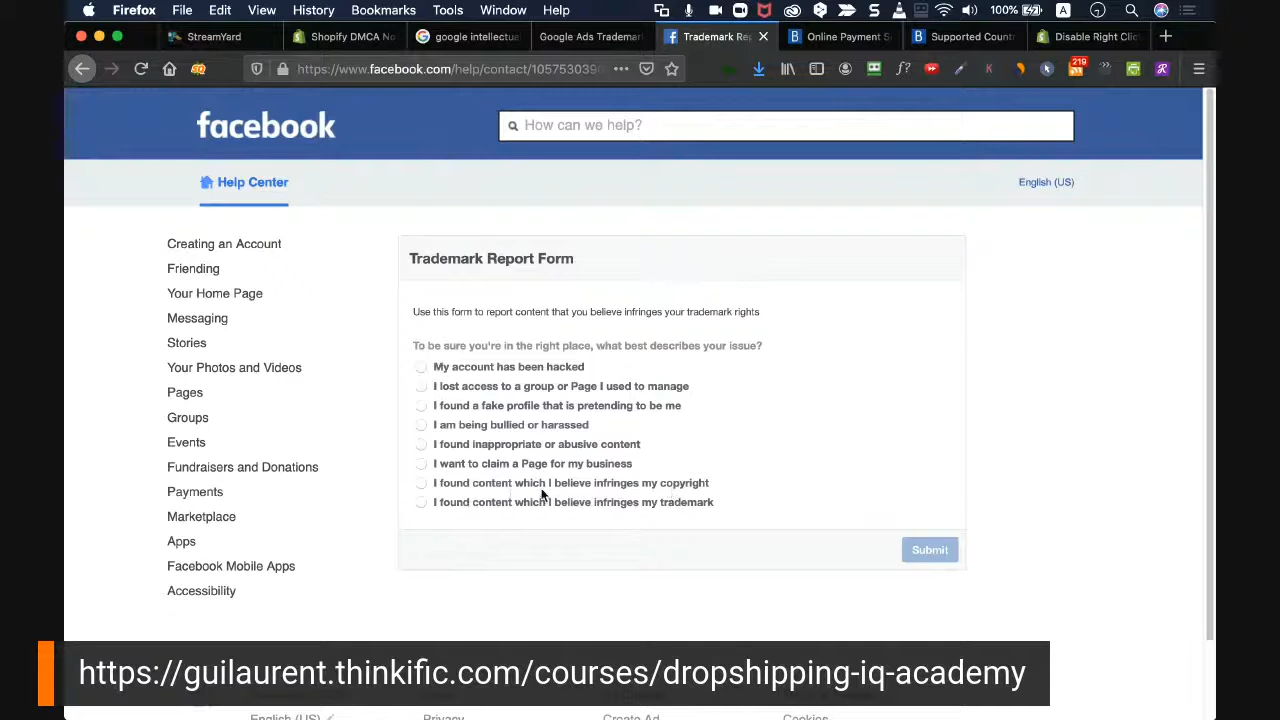 Firefox File Edit View History Bookmarks Tools Window Help 100%
StreamYard
Shopify DMCA No
google intellectua
Google Ads Tradema
Trademark Rep
Online Payment S
Supported Countr
Disable Right Clic
https://www.facebook.com/help/contact/1057530390
219
facebook
How can we help?
Help Center
English (US)
Creating an Account
Friending
Your Home Page
Messaging
Stories
Your Photos and Videos
Pages
Groups
Events
Fundraisers and Donations
Payments
Marketplace
Apps
Facebook Mobile Apps
Accessibility
Trademark Report Form
Use this form to report content that you believe infringes your trademark rights
To be sure you're in the right place, what best describes your issue?
My account has been hacked
I lost access to a group or Page I used to manage
I found a fake profile that is pretending to be me
I am being bullied or harassed
I found inappropriate or abusive content
I want to claim a Page for my business
I found content which I believe infringes my copyright
I found content which I believe infringes my trademark
Submit
https://guilaurent.thinkific.com/courses/dropshipping-iq-academy
English (US) Privacy Create Ad Cookies